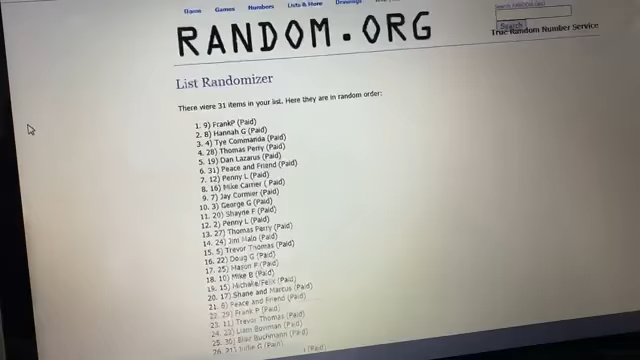 Home Games Numbers Lists & More Drawings
RANDOM.ORG
Search
True Random Number Service
List Randomizer
There were 31 items in your list. Here they are in random order:
1. 9) FrankP (Paid)
2. 8) Hannah G (Paid)
3. 4) Tye Commanda (Paid)
4. 28) Thomas Perry (Paid)
5. 19) Dan Lazarus (Paid)
6. 31) Peace and Friend (Paid)
7. 12) Penny L (Paid)
8. 16) Mike Carrier ( Paid)
9. 7) Jay Cormier (Paid)
10. 3) George G (Paid)
11. 20) Shayne F (Paid)
12. 2) Penny L (Paid)
13. 27) Thomas Perry (Paid)
14. 24) Jim Malo (Paid)
15. 5) Trevor Thomas (Paid)
16. 22) Doug G (Paid)
17. 25) Mason F (Paid)
18. 10) Mike B (Paid)
19. 15) Michelle/Felix (Paid)
20. 17) Shane and Marcus (Paid)
21. 6) Peace and Friend (Paid)
22. 29) Frank P (Paid)
23. 11) Trevor Thomas (Paid)
24. 23) Liam Bowman (Paid)
25. 30) Blair Buchmann (Paid)
26. 21) Julie G (Paid)
(Paid)